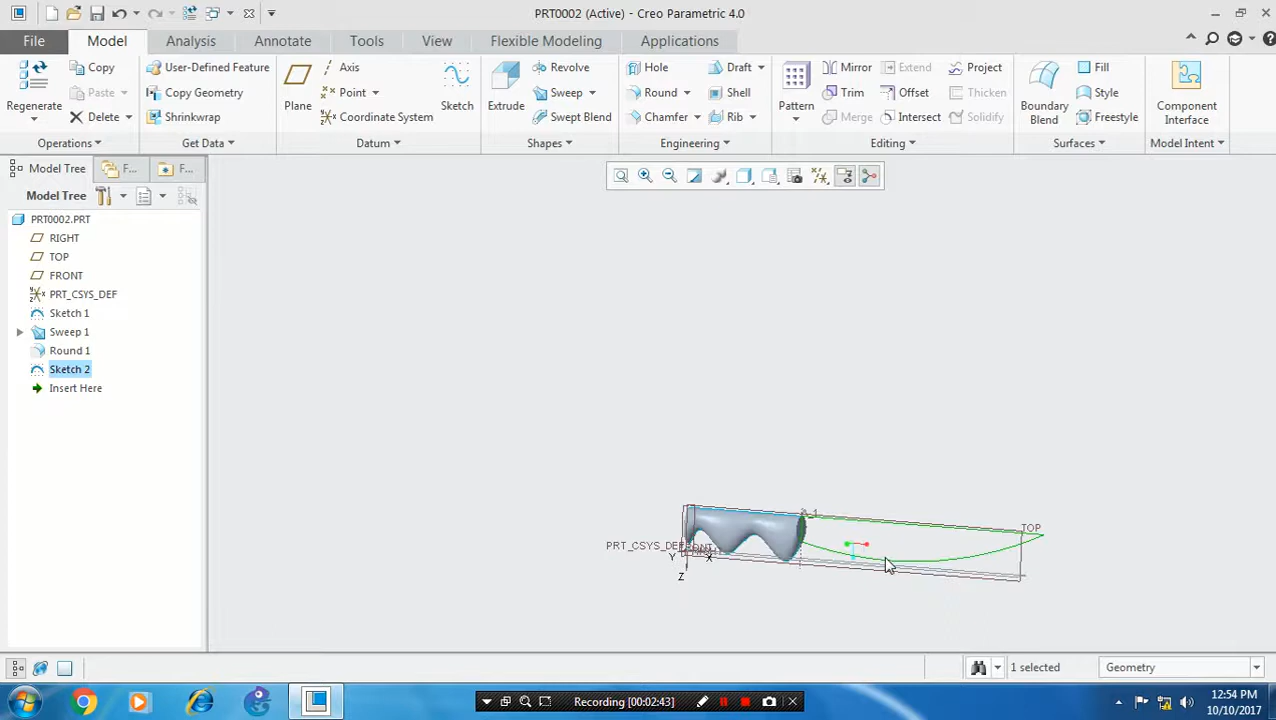 PRT0002 (Active) - Creo Parametric 4.0
File Model Analysis Annotate Tools View Flexible Modeling Applications
Regenerate
Copy
Paste
Delete
Operations
User-Defined Feature
Copy Geometry
Shrinkwrap
Get Data
Plane
Axis
Point
Coordinate System
Sketch
Datum
Extrude
Revolve
Sweep
Swept Blend
Shapes
Hole
Round
Chamfer
Draft
Shell
Rib
Engineering
Pattern
Mirror
Trim
Merge
Extend
Offset
Intersect
Project
Thicken
Solidify
Editing
Boundary
Blend
Fill
Style
Freestyle
Surfaces
Component
Interface
Model Intent
Model Tree
F...
F...
Model Tree
PRT0002.PRT
RIGHT
TOP
FRONT
PRT_CSYS_DEF
Sketch 1
Sweep 1
Round 1
Sketch 2
Insert Here
TOP
PRT_CSYS_DEF
Y
X
Z
1 selected
Geometry
Recording [00:02:43]
12:54 PM
10/10/2017